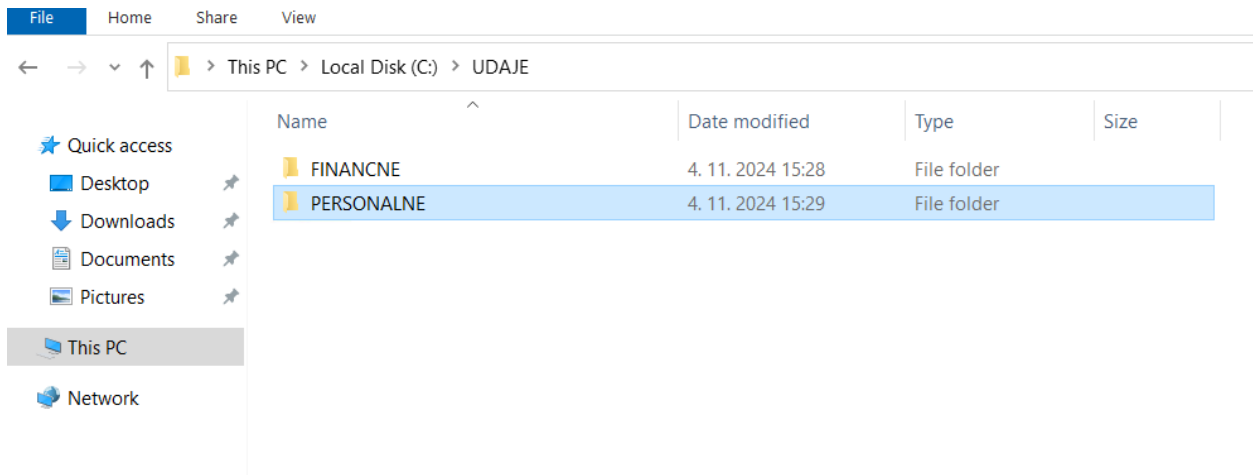 File Home Share View
This PC > Local Disk (C:) > UDAJE
Name Date modified Type Size
Quick access
Desktop
Downloads
Documents
Pictures
This PC
Network
FINANCNE 4. 11. 2024 15:28 File folder
PERSONALNE 4. 11. 2024 15:29 File folder